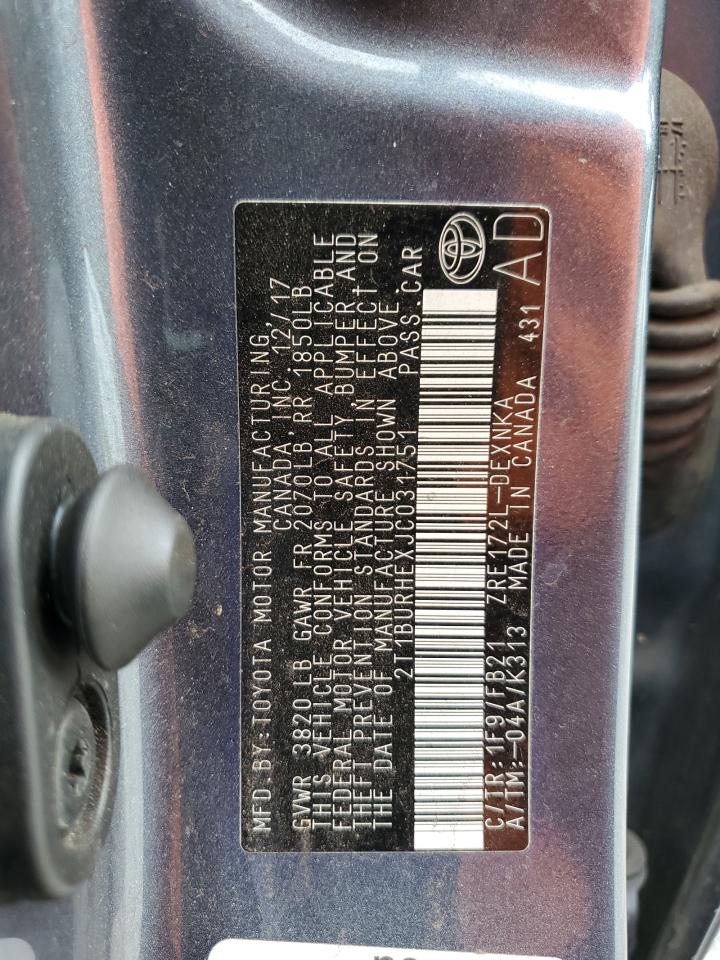 MFD.BY:TOYOTA MOTOR MANUFACTURING,
CANADA INC. 12/17
GVWR 3820LB GAWR FR 2070LB RR 1850LB
THIS VEHICLE CONFORMS TO ALL APPLICABLE
FEDERAL MOTOR VEHICLE SAFETY, BUMPER AND
THEFT PREVENTION STANDARDS IN EFFECT ON
THE DATE OF MANUFACTURE SHOWN ABOVE.
2T1BURHEXJC031751 PASS.CAR
C/TR:1F9/FB21 ZRE172L-DEXNKA
A/TM:-04A/K313 MADE IN CANADA 431
AD